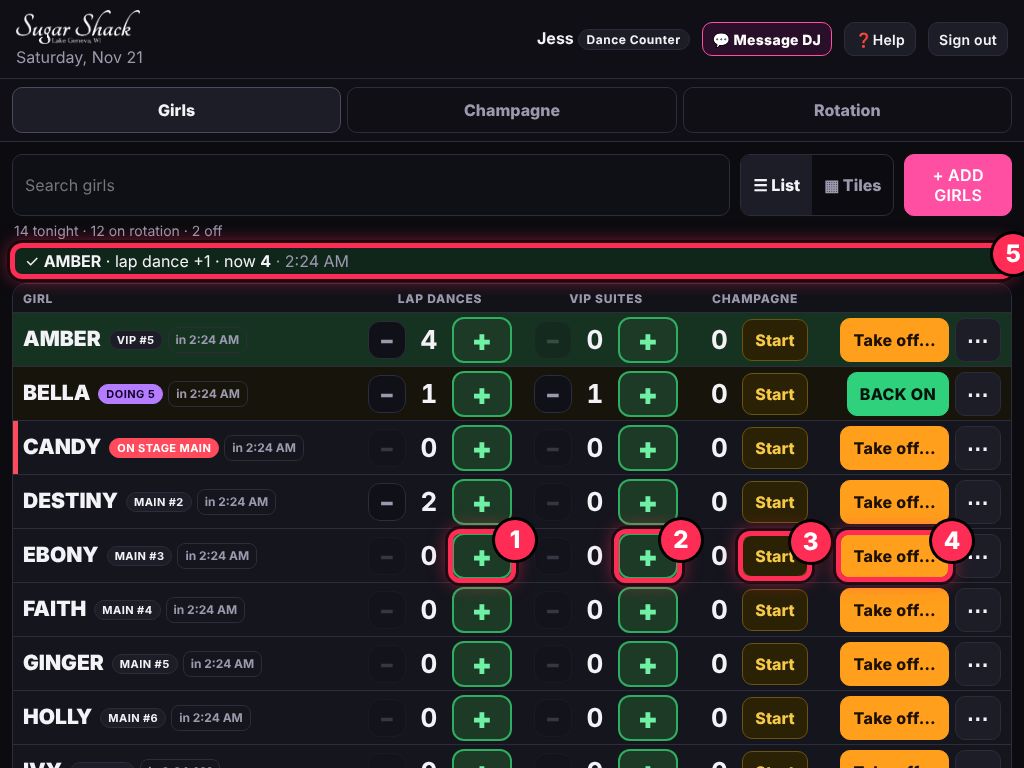 Sugar Shack
Lake Geneva, WI
Saturday, Nov 21
Jess Dance Counter 💬 Message DJ ❓Help Sign out
Girls Champagne Rotation
Search girls ☰ List ▦ Tiles + ADD GIRLS
14 tonight · 12 on rotation · 2 off
✓ AMBER · lap dance +1 · now 4 · 2:24 AM 5
GIRL LAP DANCES VIP SUITES CHAMPAGNE
AMBER VIP #5 in 2:24 AM − 4 + − 0 + 0 Start Take off... ...
BELLA DOING 5 in 2:24 AM − 1 + − 1 + 0 Start BACK ON ...
CANDY ON STAGE MAIN in 2:24 AM − 0 + − 0 + 0 Start Take off... ...
DESTINY MAIN #2 in 2:24 AM − 2 + − 0 + 0 Start Take off... ...
EBONY MAIN #3 in 2:24 AM − 0 + 1 − 0 + 2 0 Start 3 Take off... 4 ...
FAITH MAIN #4 in 2:24 AM − 0 + − 0 + 0 Start Take off... ...
GINGER MAIN #5 in 2:24 AM − 0 + − 0 + 0 Start Take off... ...
HOLLY MAIN #6 in 2:24 AM − 0 + − 0 + 0 Start Take off... ...